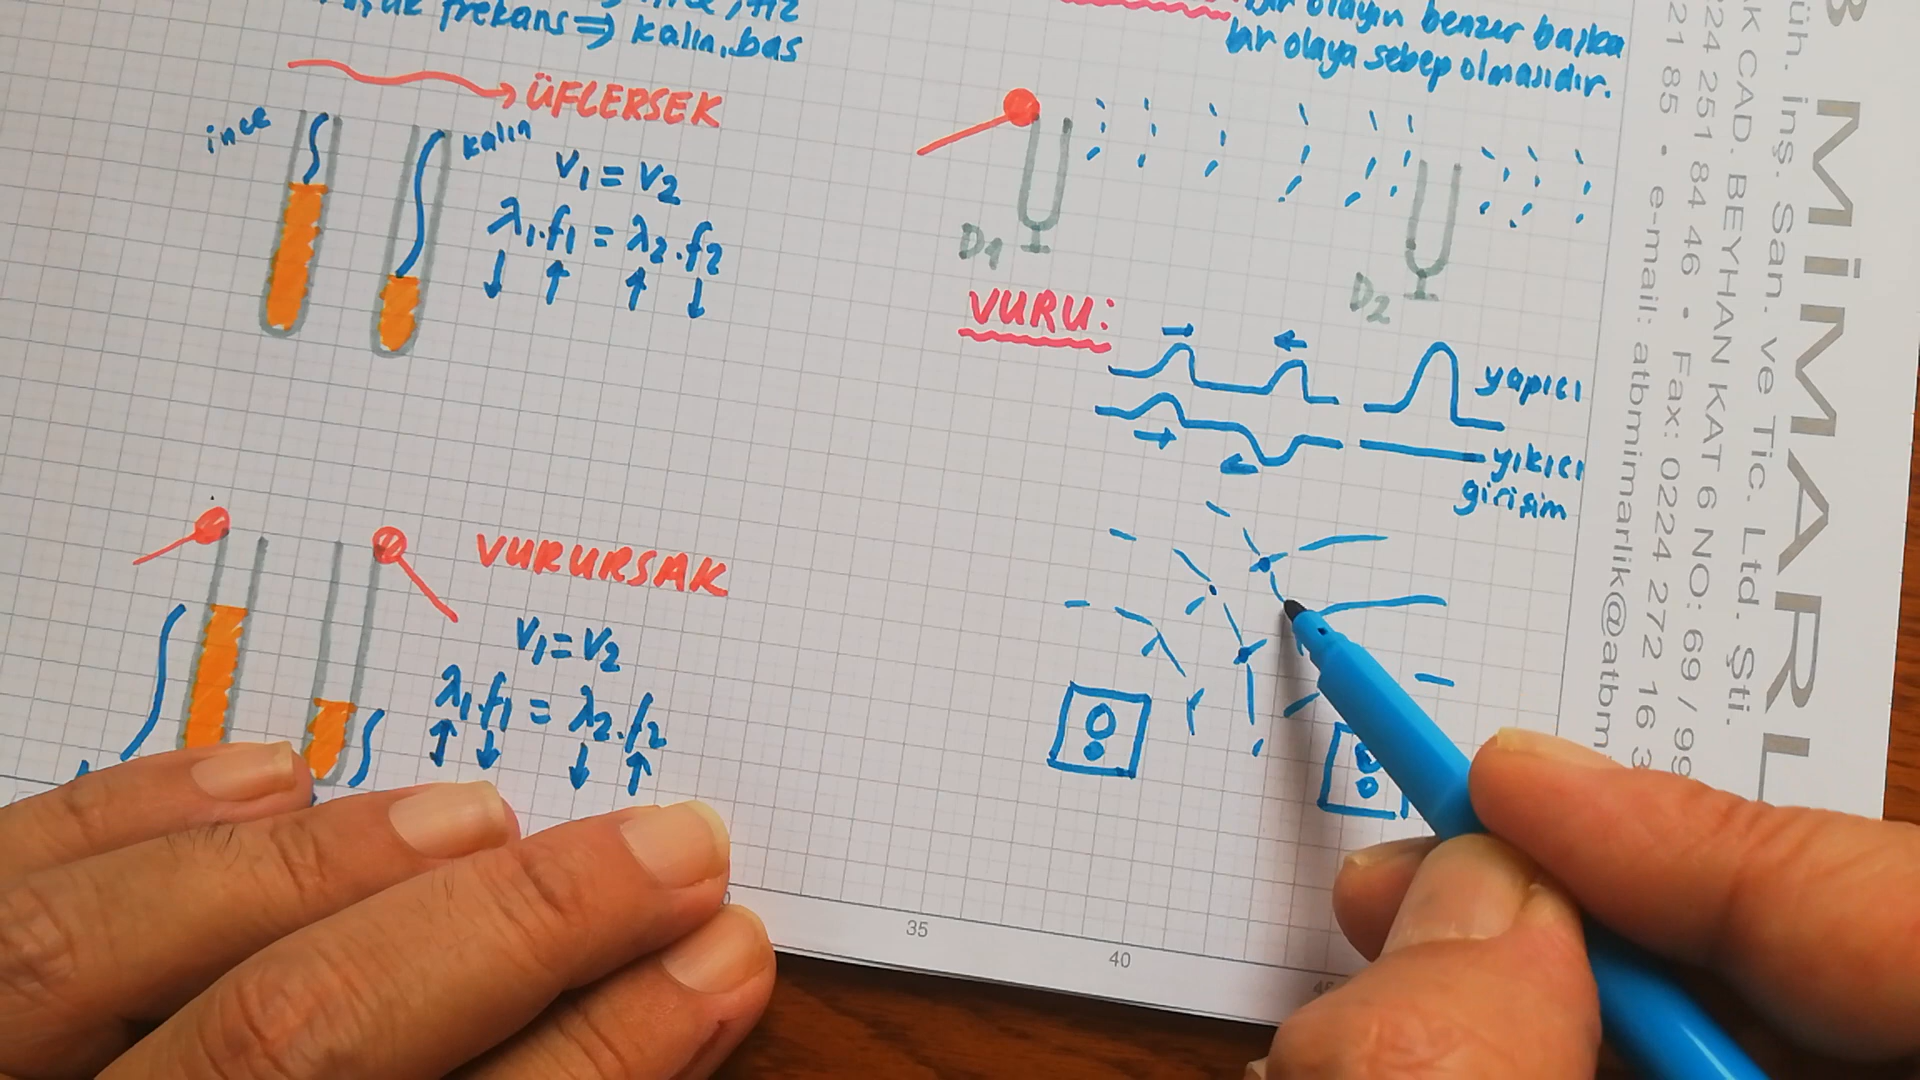 frekans ⇒ kalın, bas
ÜFLERSEK
ince
kalın
V₁ = V₂
λ₁.f₁ = λ₂.f₂
↓ ↑ ↑ ↓
VURURSAK
V₁ = V₂
λ₁.f₁ = λ₂.f₂
↑ ↓ ↓ ↑
bir olayın benzer başka
bir olaya sebep olmasıdır.
D1
D2
VURU:
yapıcı
yıkıcı
girişim
35
40
MİMARL
üh. inş. San. ve Tic. Ltd. Şti.
K CAD. BEYHAN KAT 6 NO: 69 / 99
224 251 84 46 • Fax: 0224 272 16 3
21 85 • e-mail: atbmimarlik@atbm